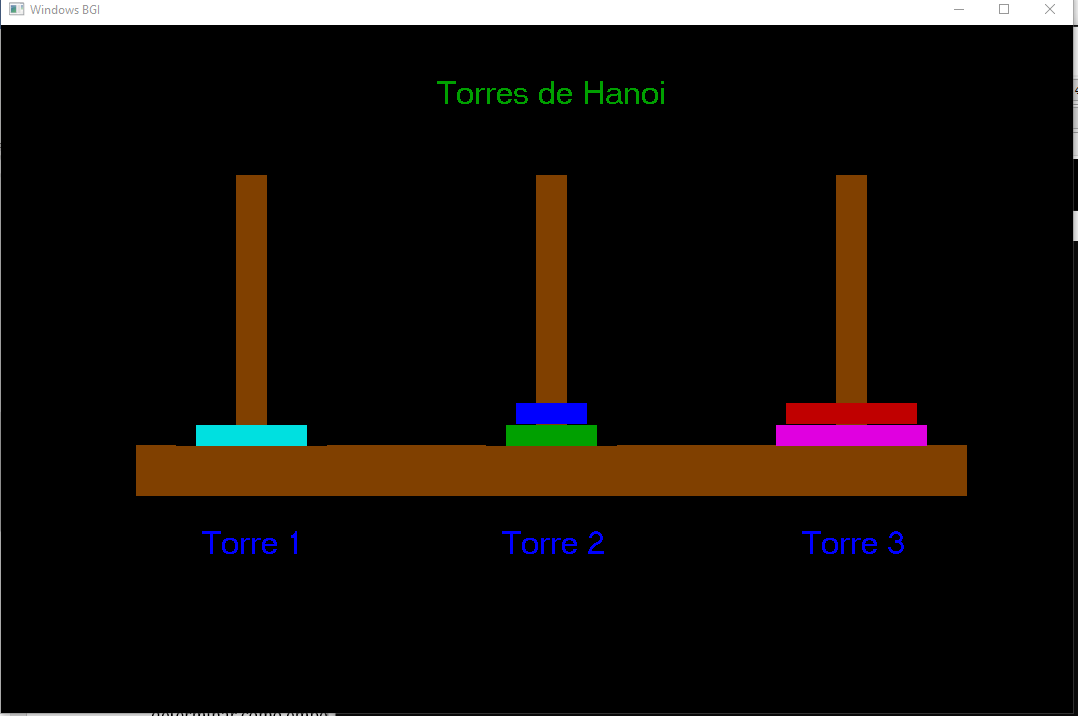 Windows BGI
Torres de Hanoi
Torre 1
Torre 2
Torre 3